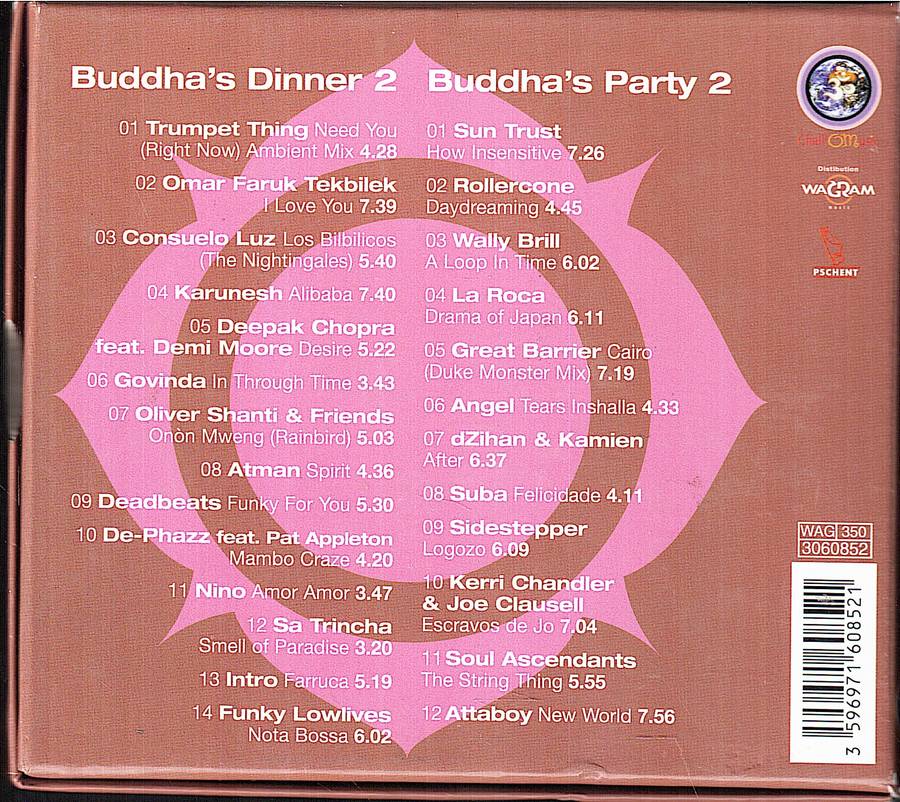 Buddha's Dinner 2
01 Trumpet Thing Need You
(Right Now) Ambient Mix 4.28
02 Omar Faruk Tekbilek
I Love You 7.39
03 Consuelo Luz Los Bilbilicos
(The Nightingales) 5.40
04 Karunesh Alibaba 7.40
05 Deepak Chopra
feat. Demi Moore Desire 5.22
06 Govinda In Through Time 3.43
07 Oliver Shanti & Friends
Onòn Mweng (Rainbird) 5.03
08 Atman Spirit 4.36
09 Deadbeats Funky For You 5.30
10 De-Phazz feat. Pat Appleton
Mambo Craze 4.20
11 Nino Amor Amor 3.47
12 Sa Trincha
Smell of Paradise 3.20
13 Intro Farruca 5.19
14 Funky Lowlives
Nota Bossa 6.02
Buddha's Party 2
01 Sun Trust
How Insensitive 7.26
02 Rollercone
Daydreaming 4.45
03 Wally Brill
A Loop In Time 6.02
04 La Roca
Drama of Japan 6.11
05 Great Barrier Cairo
(Duke Monster Mix) 7.19
06 Angel Tears Inshalla 4.33
07 dZihan & Kamien
After 6.37
08 Suba Felicidade 4.11
09 Sidestepper
Logozo 6.09
10 Kerri Chandler
& Joe Clausell
Escravos de Jo 7.04
11 Soul Ascendants
The String Thing 5.55
12 Attaboy New World 7.56
Distibution
WAGRAM
music
PSCHENT
WAG 350
3060852
3 596971 608521